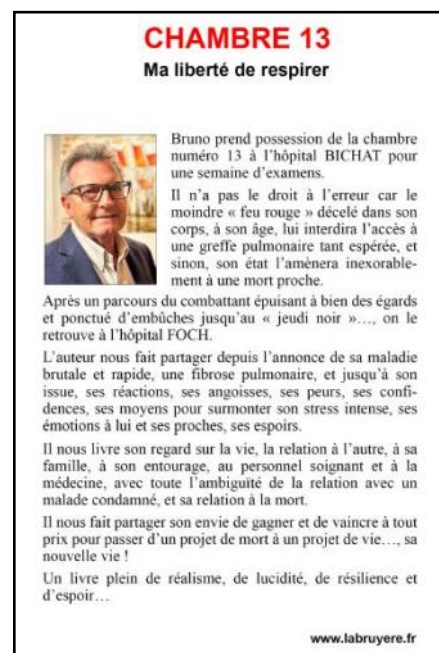 CHAMBRE 13
Ma liberté de respirer
Bruno prend possession de la chambre
numéro 13 à l'hôpital BICHAT pour
une semaine d'examens.
Il n'a pas le droit à l'erreur car le
moindre « feu rouge » décelé dans son
corps, à son âge, lui interdira l'accès à
une greffe pulmonaire tant espérée, et
sinon, son état l'amènera inexorable-
ment à une mort proche.
Après un parcours du combattant épuisant à bien des égards
et ponctué d'embûches jusqu'au « jeudi noir »…, on le
retrouve à l'hôpital FOCH.
L'auteur nous fait partager depuis l'annonce de sa maladie
brutale et rapide, une fibrose pulmonaire, et jusqu'à son
issue, ses réactions, ses angoisses, ses peurs, ses confi-
dences, ses moyens pour surmonter son stress intense, ses
émotions à lui et ses proches, ses espoirs.
Il nous livre son regard sur la vie, la relation à l'autre, à sa
famille, à son entourage, au personnel soignant et à la
médecine, avec toute l'ambiguïté de la relation avec un
malade condamné, et sa relation à la mort.
Il nous fait partager son envie de gagner et de vaincre à tout
prix pour passer d'un projet de mort à un projet de vie…, sa
nouvelle vie !
Un livre plein de réalisme, de lucidité, de résilience et
d'espoir…
www.labruyere.fr